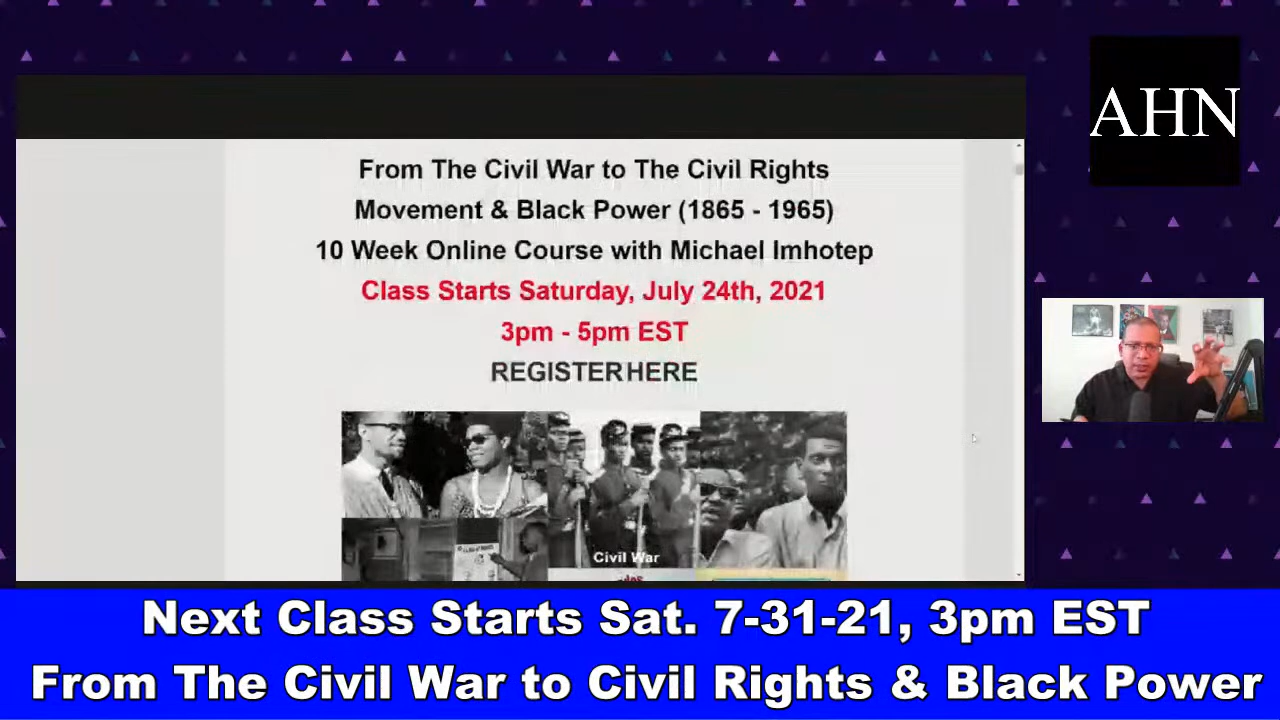 AHN
From The Civil War to The Civil Rights
Movement & Black Power (1865 - 1965)
10 Week Online Course with Michael Imhotep
Class Starts Saturday, July 24th, 2021
3pm - 5pm EST
REGISTER HERE
Civil War
Next Class Starts Sat. 7-31-21, 3pm EST
From The Civil War to Civil Rights & Black Power